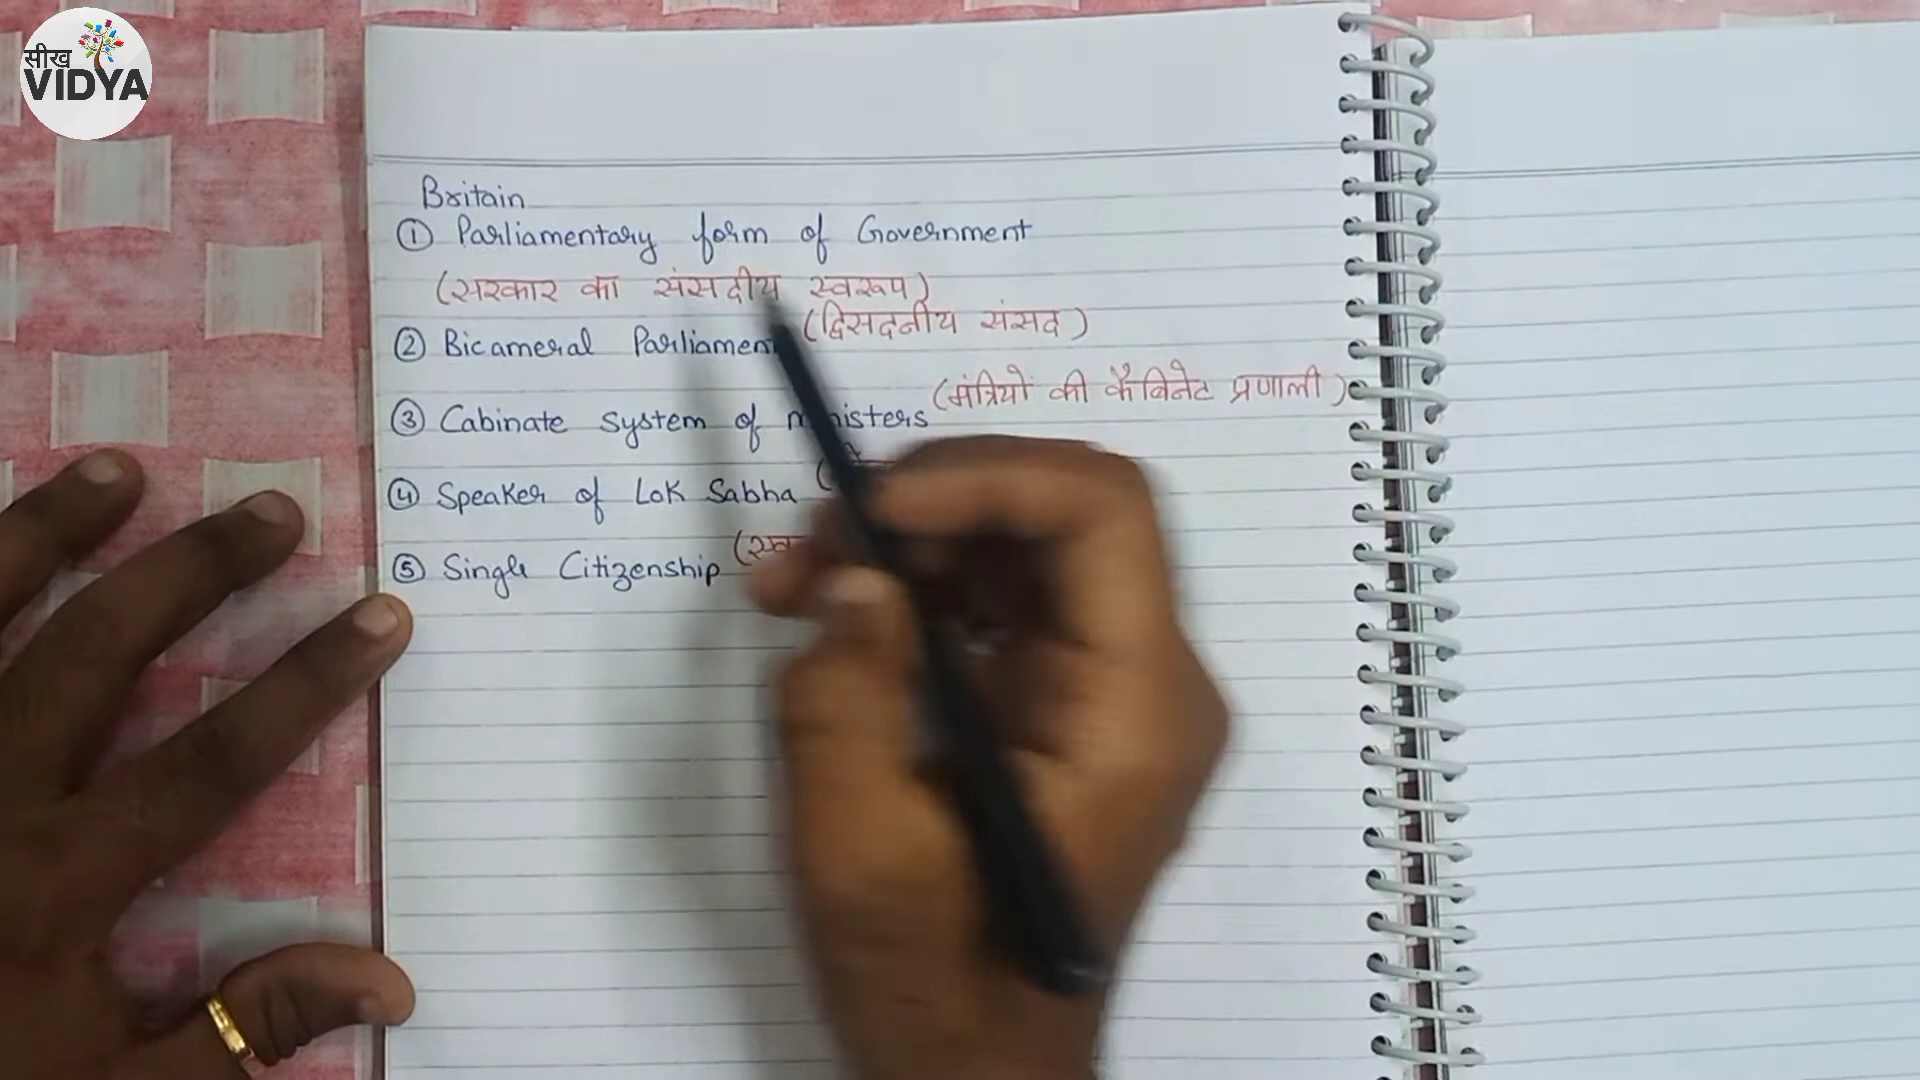 सीख
VIDYA
Britain
① Parliamentary form of Government
(सरकार का संसदीय स्वरूप)
② Bicameral Parliament (द्विसदनीय संसद)
③ Cabinate system of ministers (मंत्रियों की कैबिनेट प्रणाली)
④ Speaker of Lok Sabha
⑤ Single Citizenship